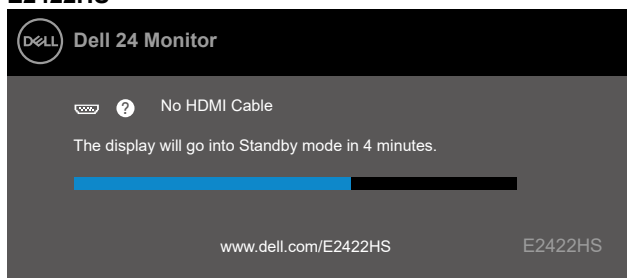 E2422HS
DELL Dell 24 Monitor
? No HDMI Cable
The display will go into Standby mode in 4 minutes.
www.dell.com/E2422HS E2422HS